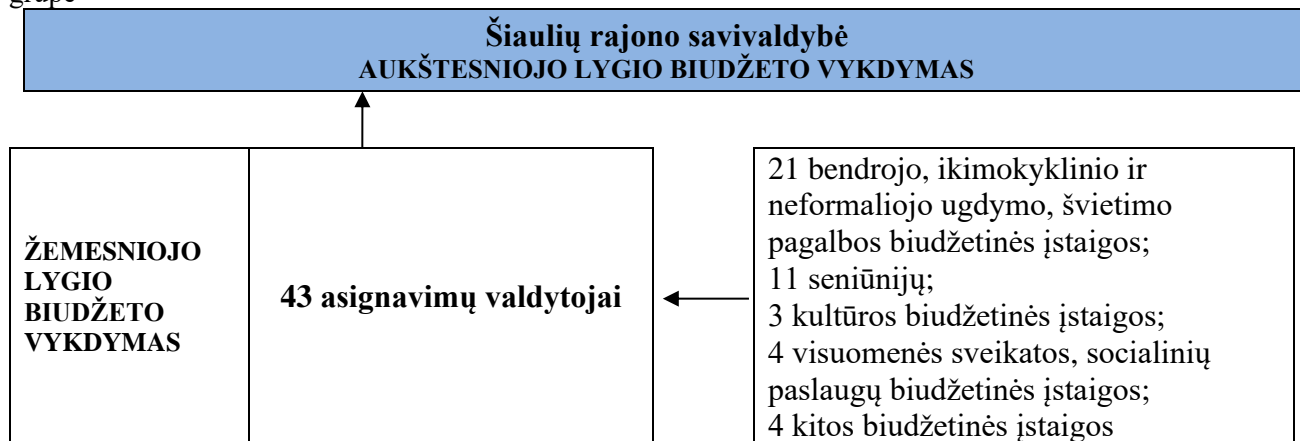 grupė
Šiaulių rajono savivaldybė
AUKŠTESNIOJO LYGIO BIUDŽETO VYKDYMAS
ŽEMESNIOJO
LYGIO
BIUDŽETO
VYKDYMAS
43 asignavimų valdytojai
21 bendrojo, ikimokyklinio ir
neformaliojo ugdymo, švietimo
pagalbos biudžetinės įstaigos;
11 seniūnijų;
3 kultūros biudžetinės įstaigos;
4 visuomenės sveikatos, socialinių
paslaugų biudžetinės įstaigos;
4 kitos biudžetinės įstaigos